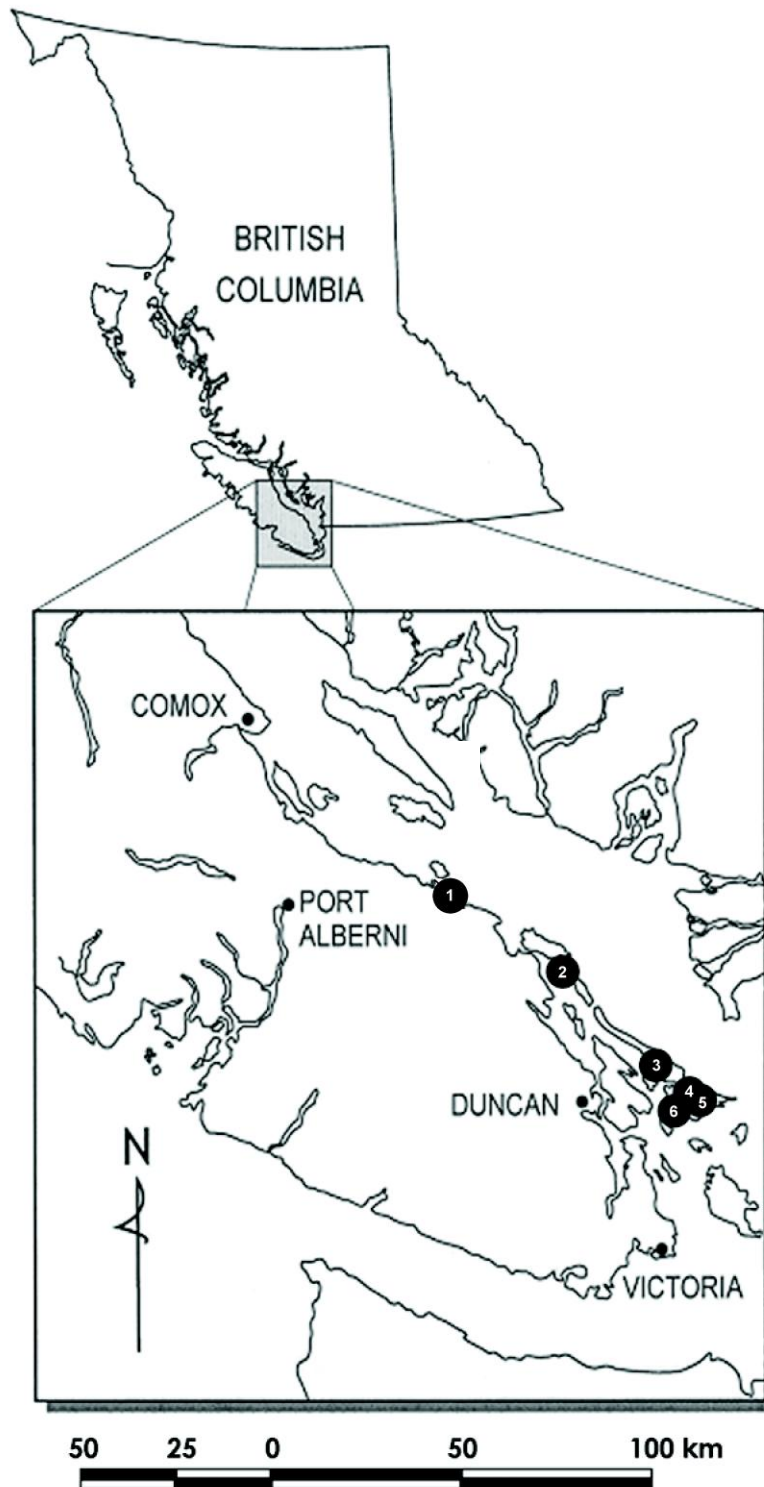 BRITISH
COLUMBIA
COMOX
1
PORT
ALBERNI
2
3
DUNCAN
4
5
6
N
VICTORIA
50 25 0 50 100 km